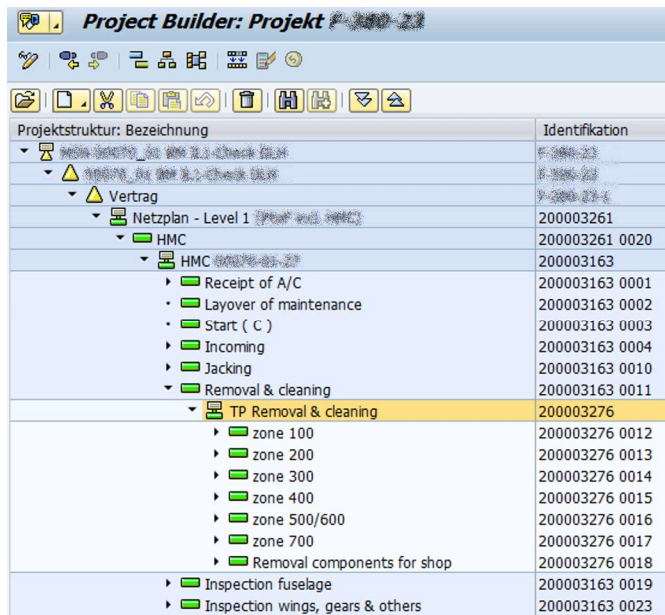 Project Builder: Projekt
Projektstruktur: Bezeichnung Identifikation
Vertrag
Netzplan - Level 1 200003261
HMC 200003261 0020
HMC 200003163
Receipt of A/C 200003163 0001
Layover of maintenance 200003163 0002
Start ( C ) 200003163 0003
Incoming 200003163 0004
Jacking 200003163 0010
Removal & cleaning 200003163 0011
TP Removal & cleaning 200003276
zone 100 200003276 0012
zone 200 200003276 0013
zone 300 200003276 0014
zone 400 200003276 0015
zone 500/600 200003276 0016
zone 700 200003276 0017
Removal components for shop 200003276 0018
Inspection fuselage 200003163 0019
Inspection wings, gears & others 200003163 0023